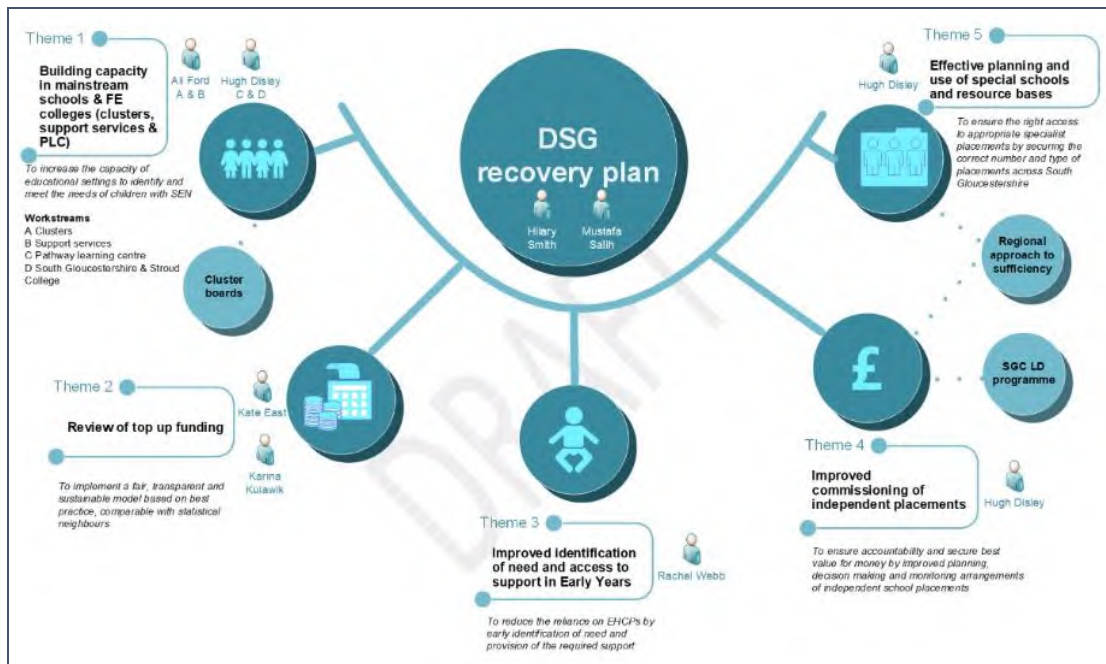 DSG
recovery plan
Hilary
Smith
Mustafa
Salih
Theme 1
Building capacity
in mainstream
schools & FE
colleges (clusters,
support services &
PLC)
Ali Ford
A & B
Hugh Disley
C & D
To increase the capacity of
educational settings to identify and
meet the needs of children with SEN
Workstreams
A Clusters
B Support services
C Pathway learning centre
D South Gloucestershire & Stroud
College
Cluster
boards
Theme 2
Review of top up funding
Kate East
Karina
Kulawik
To implement a fair, transparent and
sustainable model based on best
practice, comparable with statistical
neighbours
Theme 3
Improved identification
of need and access to
support in Early Years
Rachel Webb
To reduce the reliance on EHCPs by
early identification of need and
provision of the required support
£
Theme 4
Improved
commissioning of
independent placements
Hugh Disley
To ensure accountability and secure best
value for money by improved planning,
decision making and monitoring arrangements
of independent school placements
Theme 5
Effective planning and
use of special schools
and resource bases
Hugh Disley
To ensure the right access
to appropriate specialist
placements by securing the
correct number and type of
placements across South
Gloucestershire
Regional
approach to
sufficiency
SGC LD
programme
DRAFT